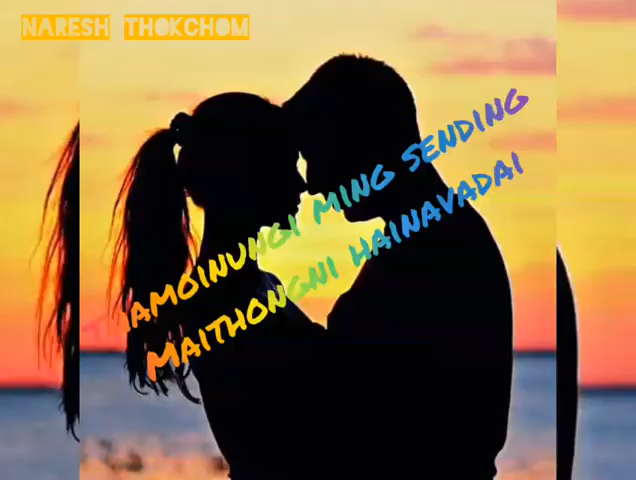 NARESH THOKCHOM
THAMOINUNGI MING SENDING
MAITHONGNI HAINAVADAI